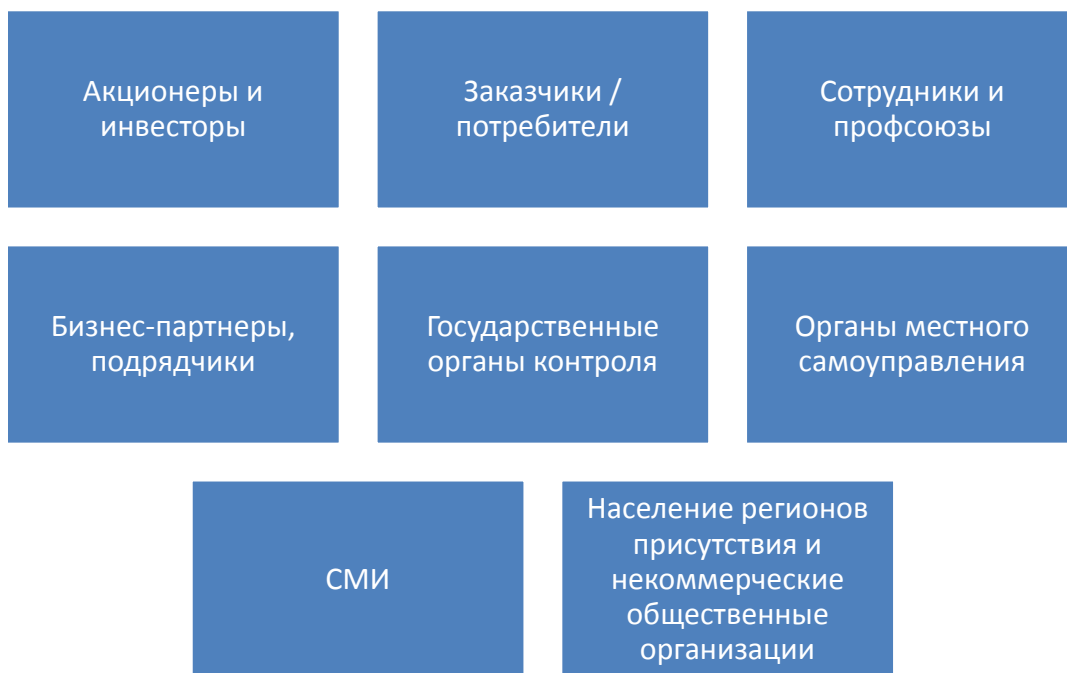 Акционеры и
инвесторы
Заказчики /
потребители
Сотрудники и
профсоюзы
Бизнес-партнеры,
подрядчики
Государственные
органы контроля
Органы местного
самоуправления
СМИ
Население регионов
присутствия и
некоммерческие
общественные
организации